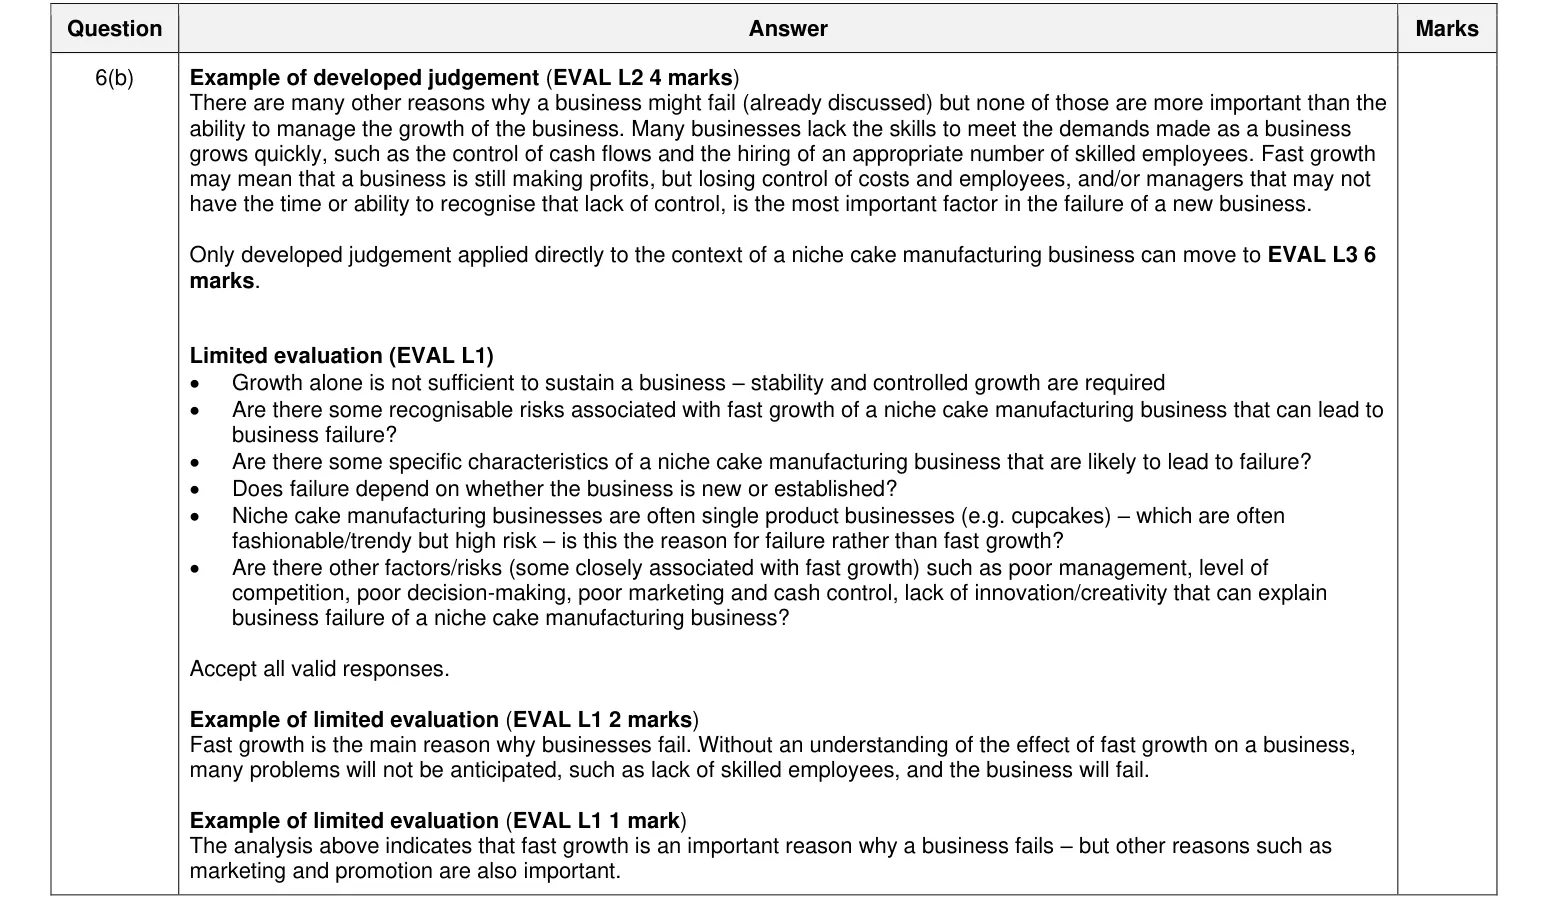 Question Answer Marks
6(b)
Example of developed judgement (EVAL L2 4 marks)
There are many other reasons why a business might fail (already discussed) but none of those are more important than the
ability to manage the growth of the business. Many businesses lack the skills to meet the demands made as a business
grows quickly, such as the control of cash flows and the hiring of an appropriate number of skilled employees. Fast growth
may mean that a business is still making profits, but losing control of costs and employees, and/or managers that may not
have the time or ability to recognise that lack of control, is the most important factor in the failure of a new business.
Only developed judgement applied directly to the context of a niche cake manufacturing business can move to EVAL L3 6
marks.
Limited evaluation (EVAL L1)
• Growth alone is not sufficient to sustain a business – stability and controlled growth are required
• Are there some recognisable risks associated with fast growth of a niche cake manufacturing business that can lead to
business failure?
• Are there some specific characteristics of a niche cake manufacturing business that are likely to lead to failure?
• Does failure depend on whether the business is new or established?
• Niche cake manufacturing businesses are often single product businesses (e.g. cupcakes) – which are often
fashionable/trendy but high risk – is this the reason for failure rather than fast growth?
• Are there other factors/risks (some closely associated with fast growth) such as poor management, level of
competition, poor decision-making, poor marketing and cash control, lack of innovation/creativity that can explain
business failure of a niche cake manufacturing business?
Accept all valid responses.
Example of limited evaluation (EVAL L1 2 marks)
Fast growth is the main reason why businesses fail. Without an understanding of the effect of fast growth on a business,
many problems will not be anticipated, such as lack of skilled employees, and the business will fail.
Example of limited evaluation (EVAL L1 1 mark)
The analysis above indicates that fast growth is an important reason why a business fails – but other reasons such as
marketing and promotion are also important.